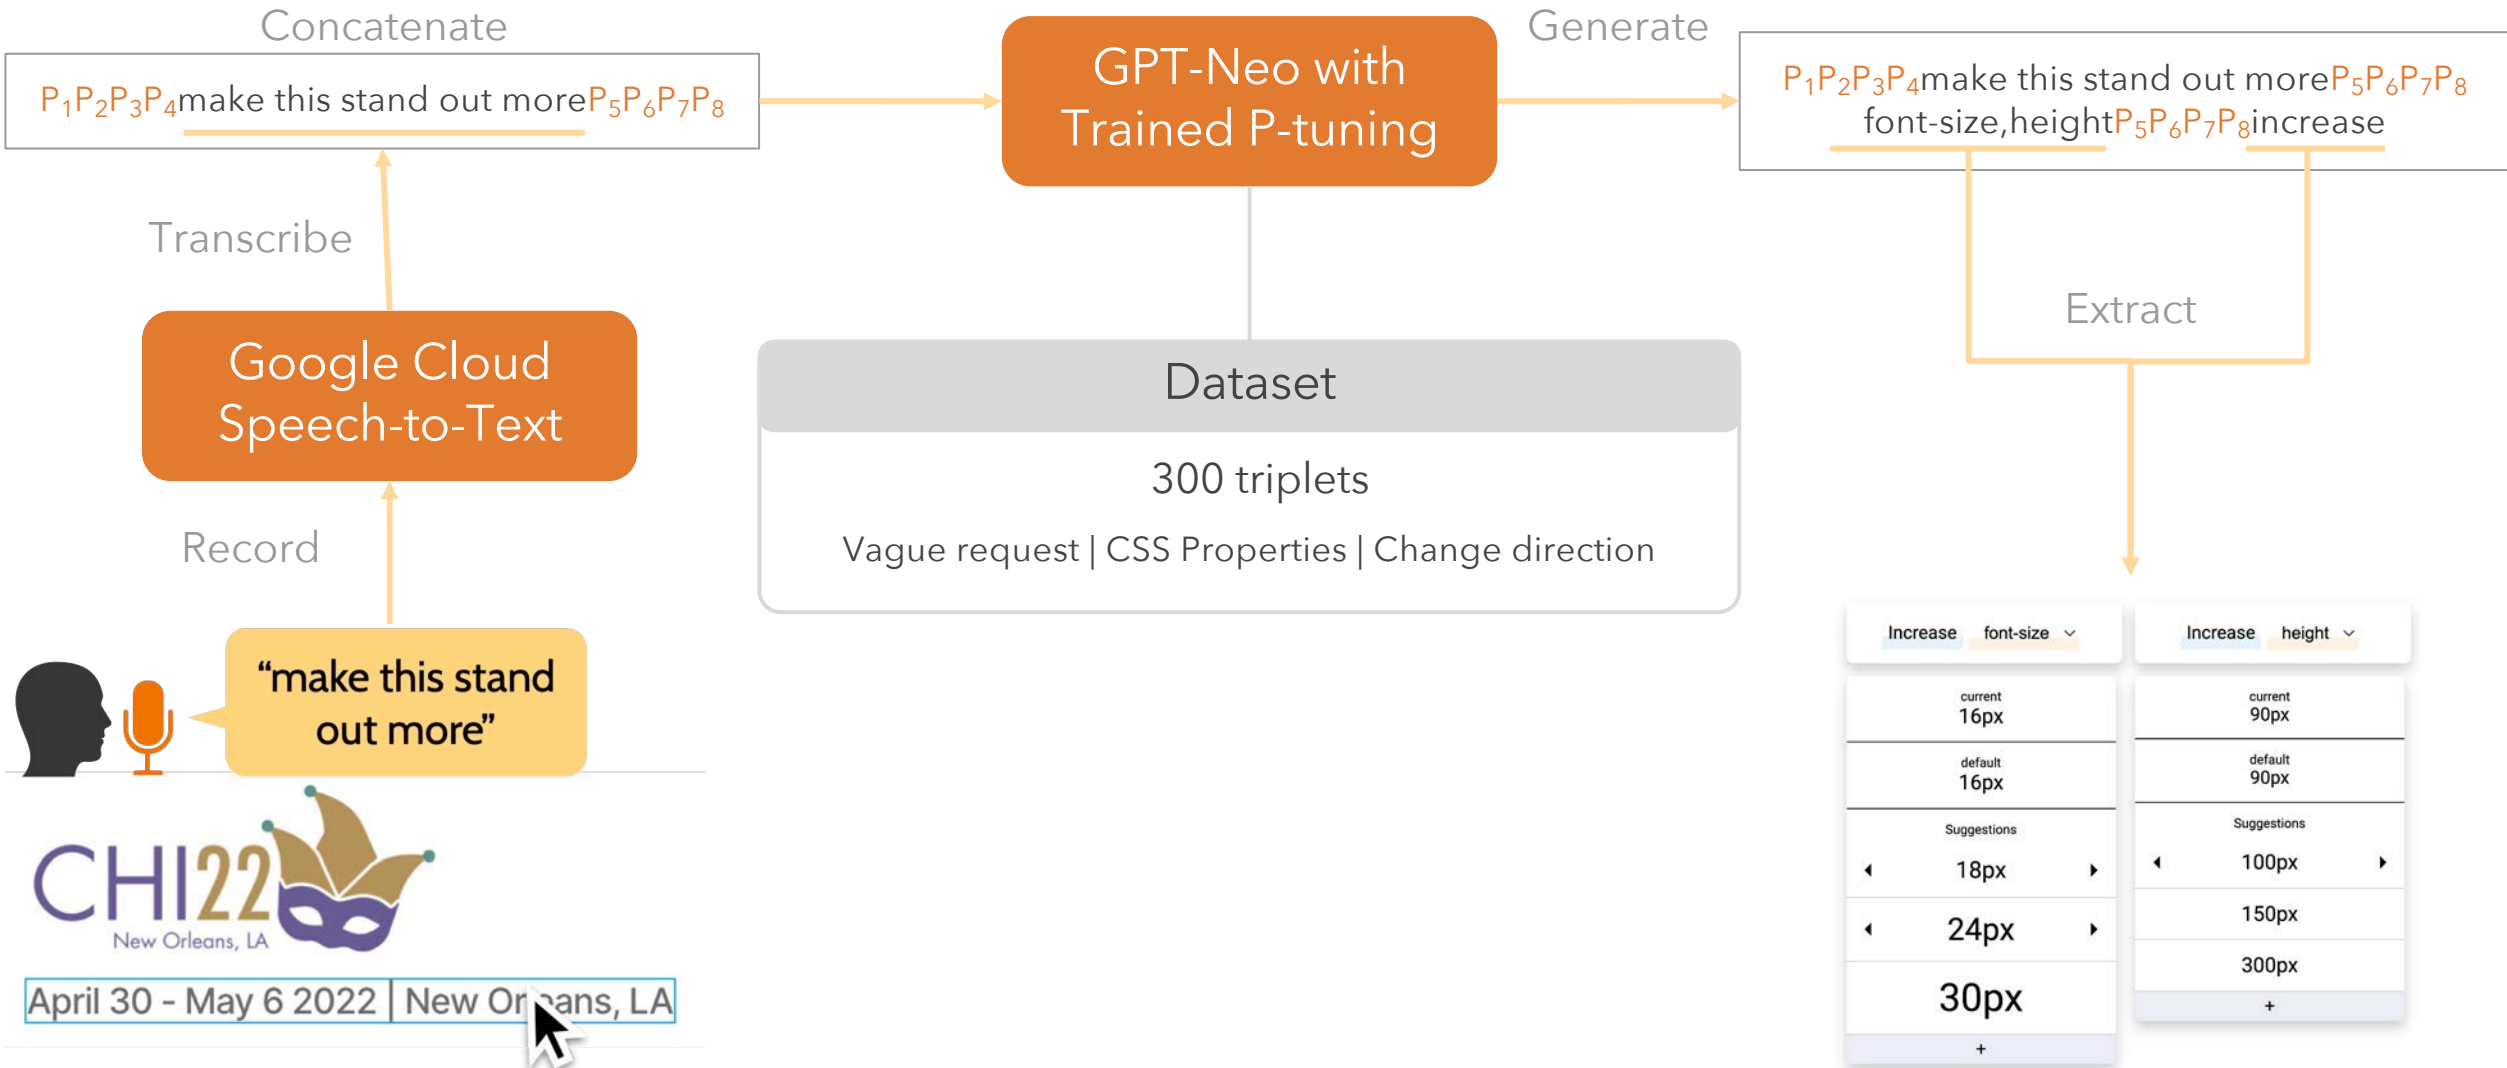 Concatenate
P₁P₂P₃P₄make this stand out moreP₅P₆P₇P₈
GPT-Neo with
Trained P-tuning
Generate
P₁P₂P₃P₄make this stand out moreP₅P₆P₇P₈
font-size,heightP₅P₆P₇P₈increase
Transcribe
Extract
Google Cloud
Speech-to-Text
Dataset
300 triplets
Vague request | CSS Properties | Change direction
Record
“make this stand
out more”
CHI22
New Orleans, LA
April 30 - May 6 2022 | New Or ans, LA
Increase font-size
current
16px
default
16px
Suggestions
18px
24px
30px
+
Increase height
current
90px
default
90px
Suggestions
100px
150px
300px
+